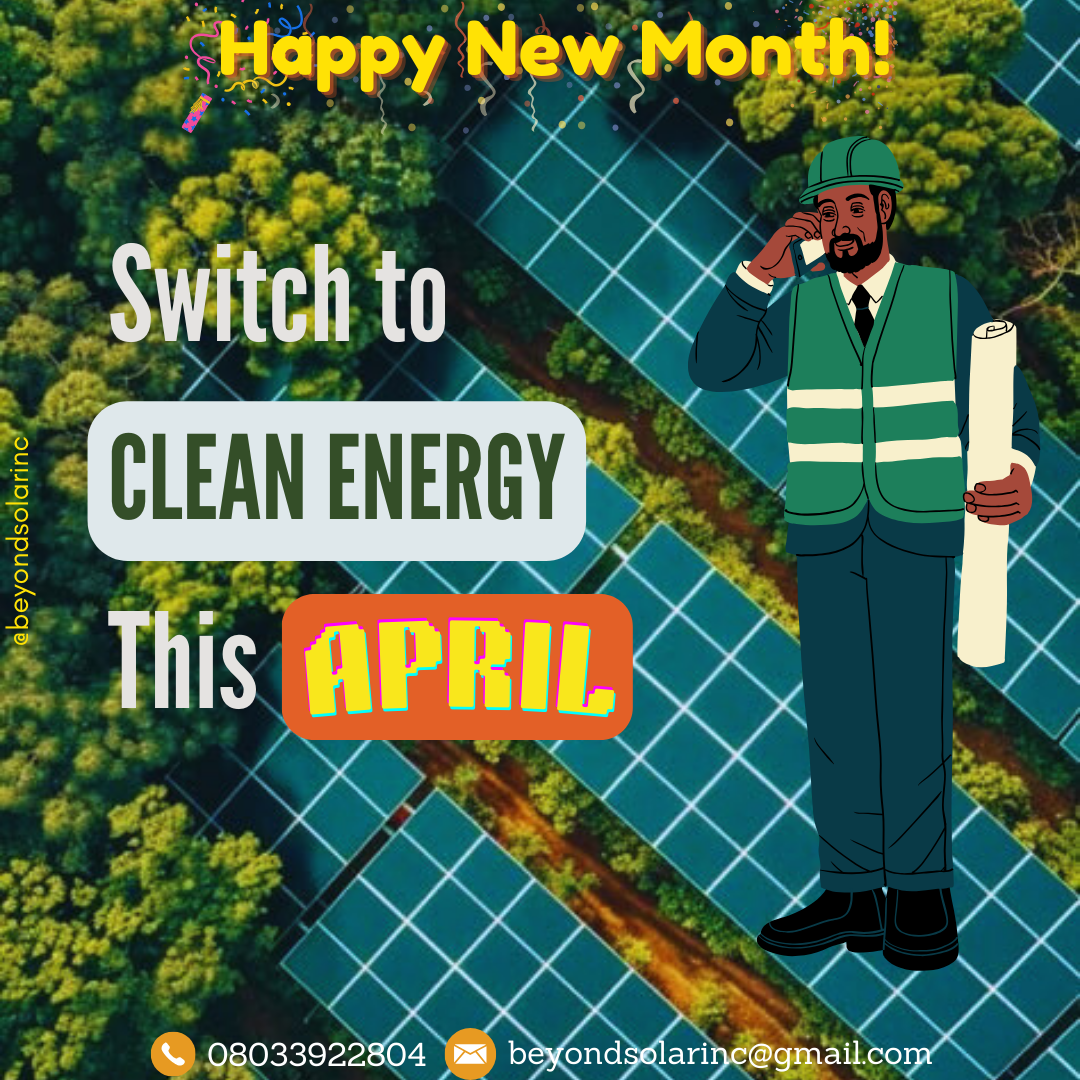 Happy New Month!
Switch to
CLEAN ENERGY
This APRIL
@beyondsolarinc
08033922804 beyondsolarinc@gmail.com